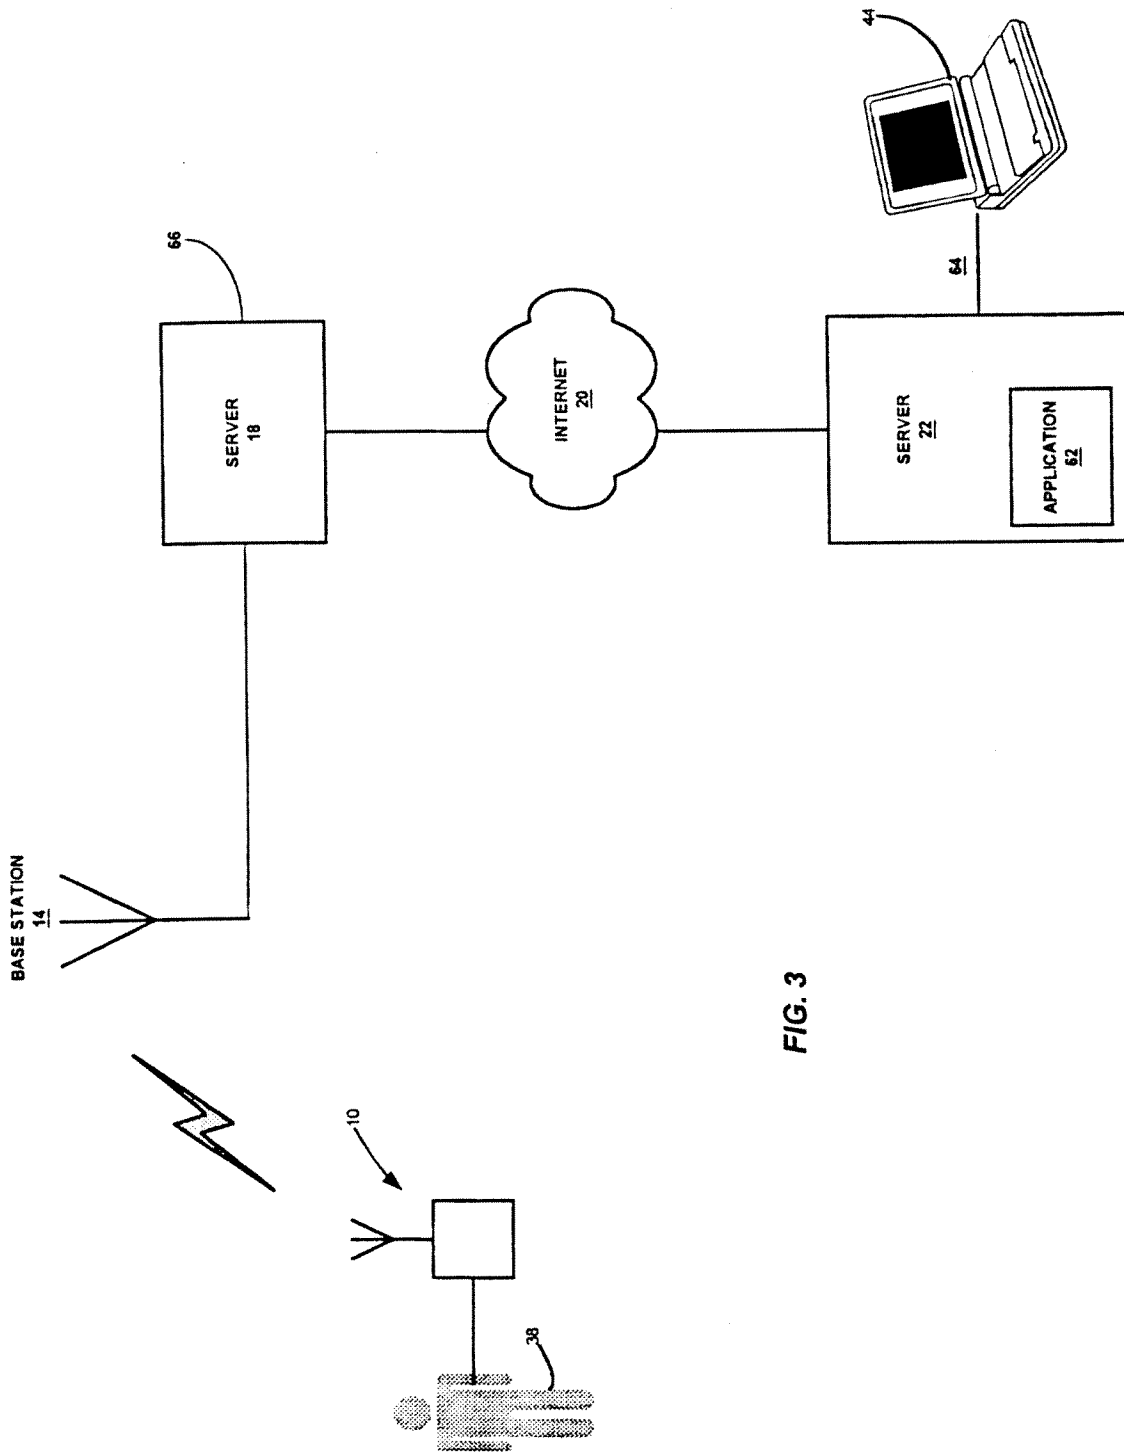 BASE STATION
14
66
SERVER
18
INTERNET
20
SERVER
22
APPLICATION
62
64
44
10
38
FIG. 3